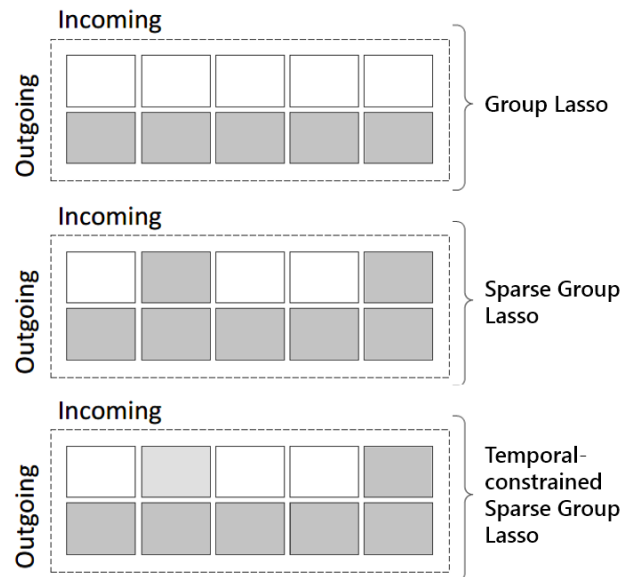 Incoming
Outgoing
Group Lasso
Incoming
Outgoing
Sparse Group
Lasso
Incoming
Outgoing
Temporal-
constrained
Sparse Group
Lasso